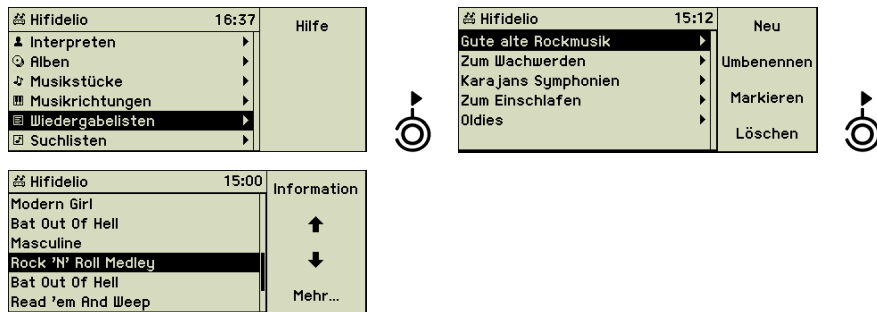 Hifidelio 16:37
Interpreten
Alben
Musikstücke
Musikrichtungen
Wiedergabelisten
Suchlisten
Hilfe
Hifidelio 15:12
Gute alte Rockmusik
Zum Wachwerden
Karajans Symphonien
Zum Einschlafen
Oldies
Neu
Umbenennen
Markieren
Löschen
Hifidelio 15:00
Modern Girl
Bat Out Of Hell
Masculine
Rock 'N' Roll Medley
Bat Out Of Hell
Read 'em And Weep
Information
Mehr...